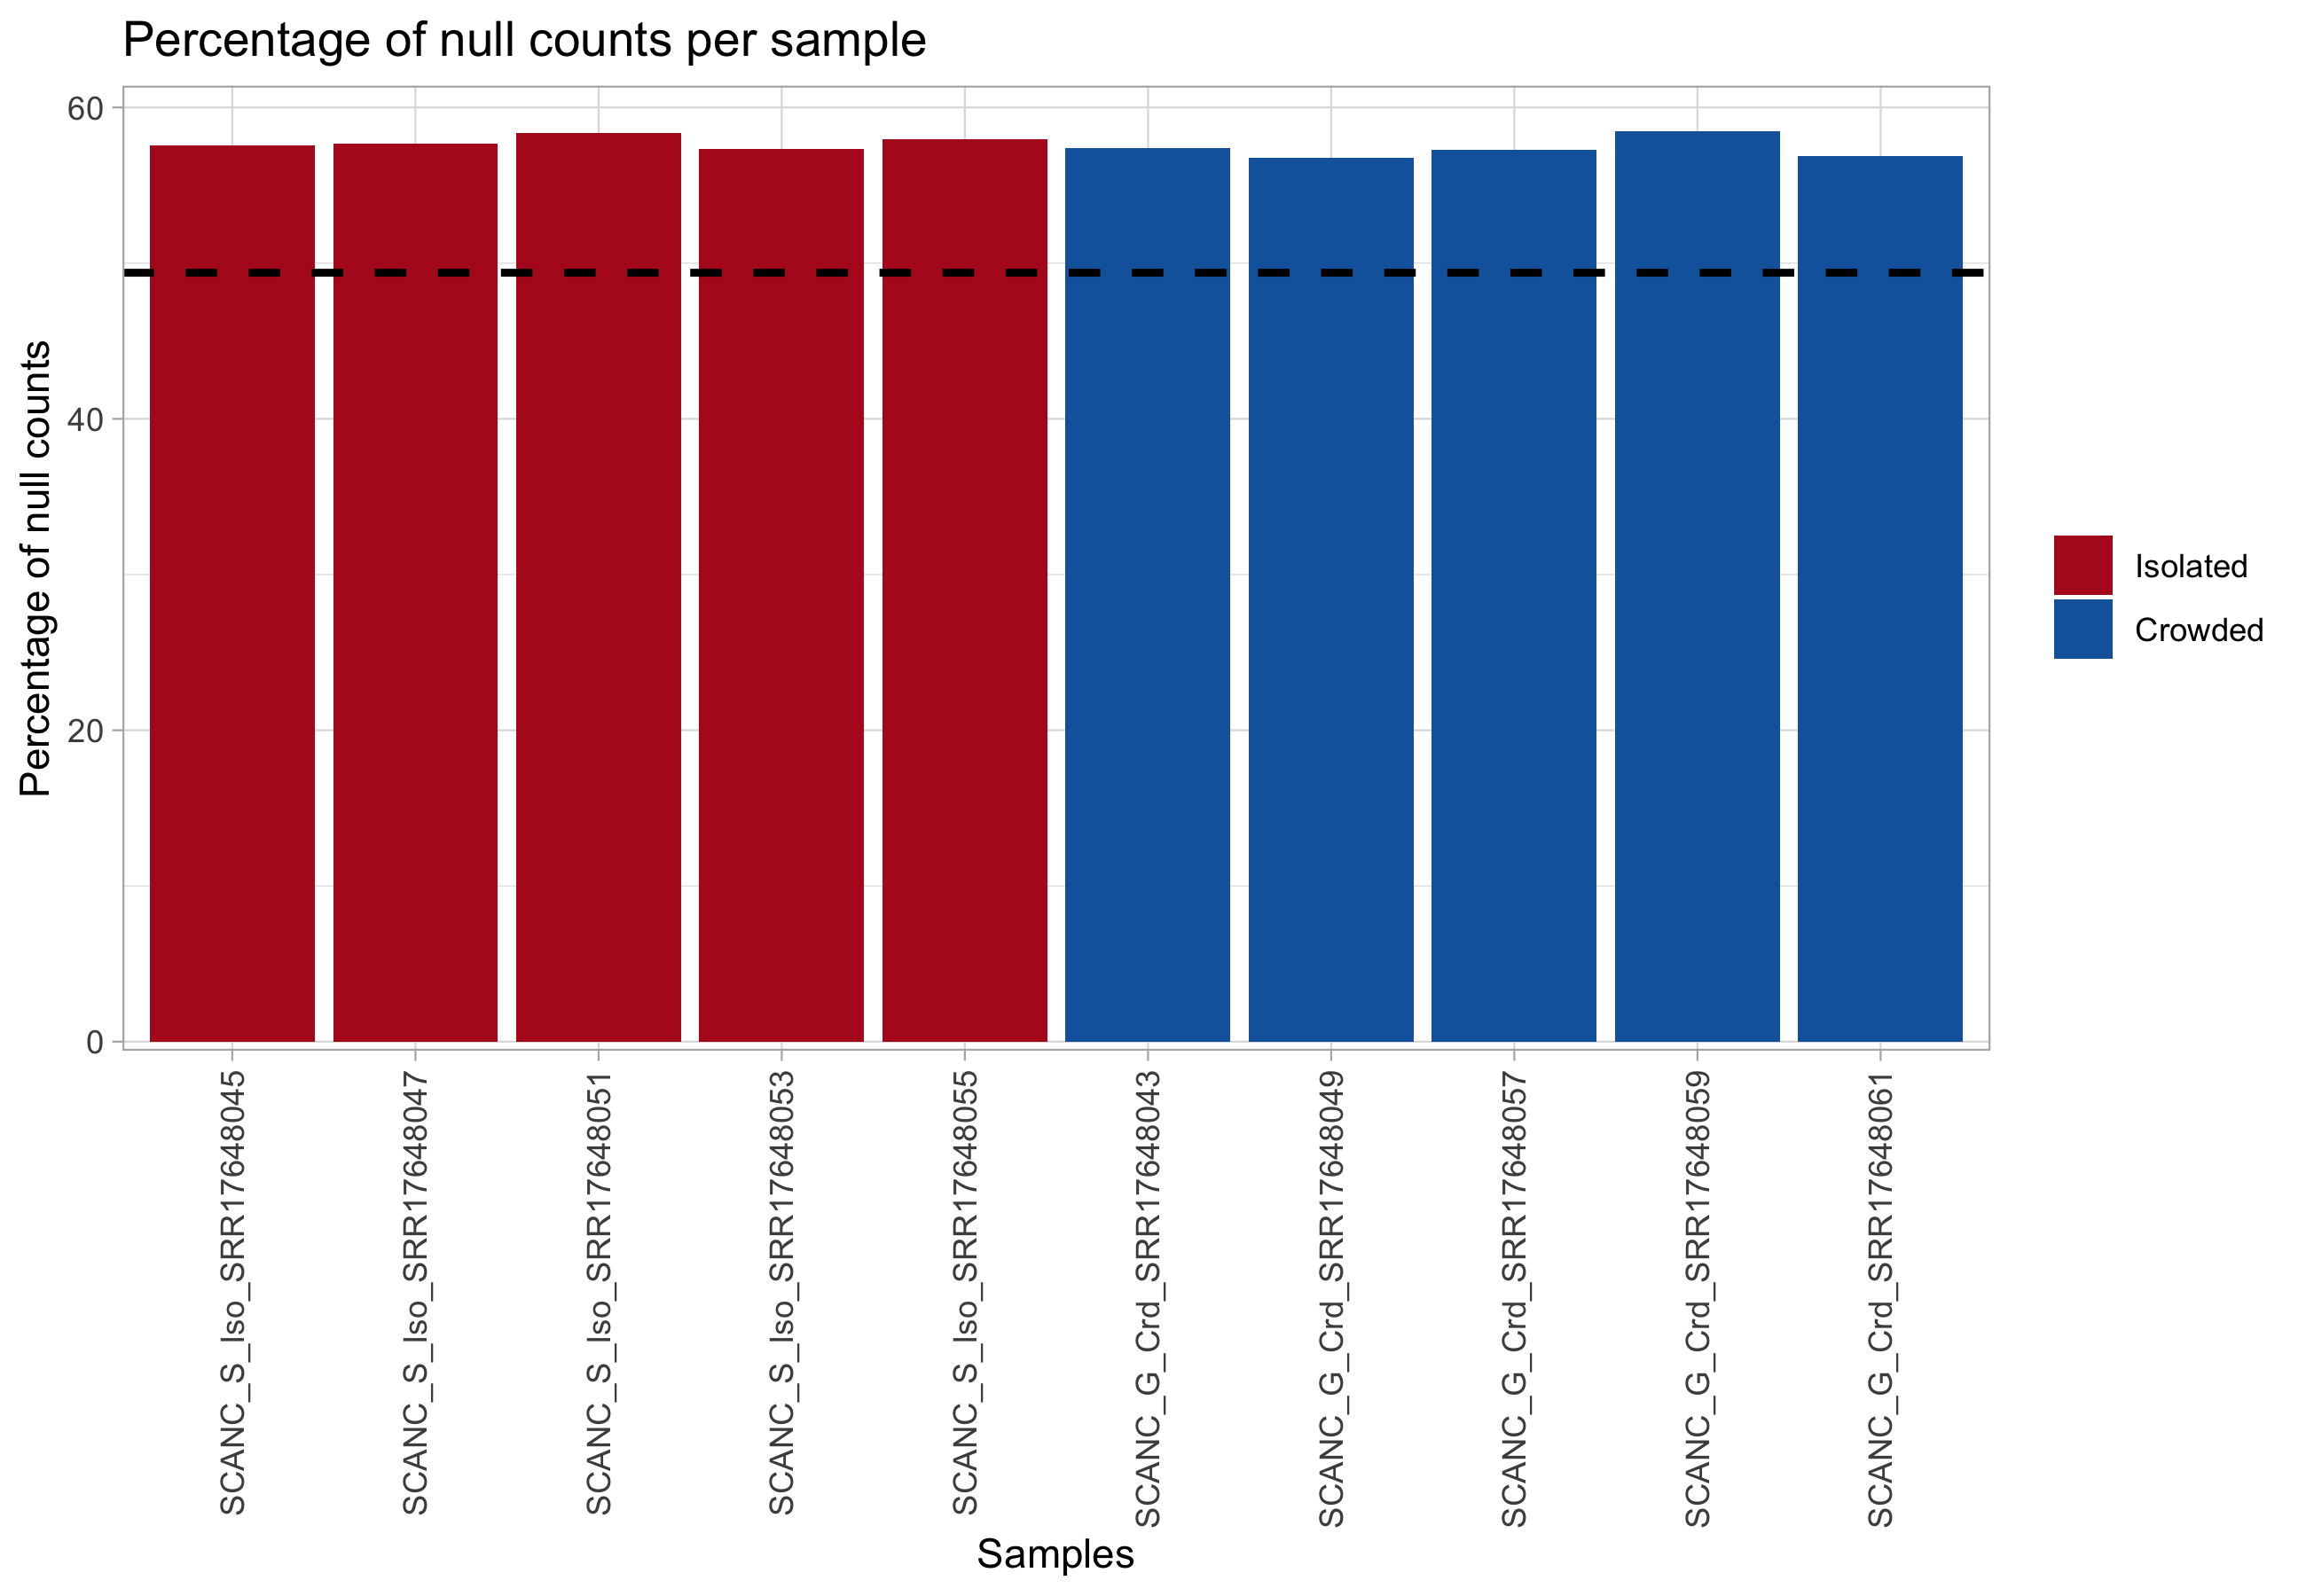 Percentage of null counts per sample
Percentage of null counts
60
40
20
0
Isolated
Crowded
SCANC_S_Iso_SRR17648045
SCANC_S_Iso_SRR17648047
SCANC_S_Iso_SRR17648051
SCANC_S_Iso_SRR17648053
SCANC_S_Iso_SRR17648055
SCANC_G_Crd_SRR17648043
SCANC_G_Crd_SRR17648049
SCANC_G_Crd_SRR17648057
SCANC_G_Crd_SRR17648059
SCANC_G_Crd_SRR17648061
Samples